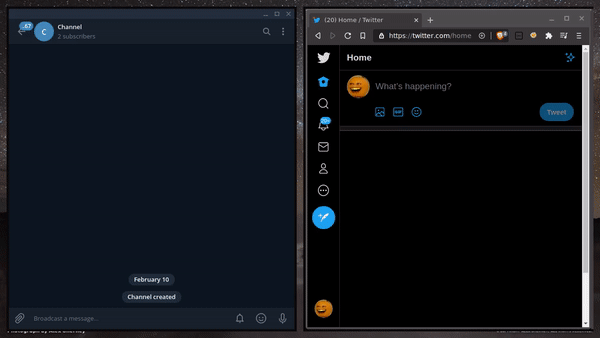 ..67
C
Channel
2 subscribers
February 10
Channel created
Broadcast a message...
(20) Home / Twitter
https://twitter.com/home
Home
What's happening?
GIF
Tweet
20+